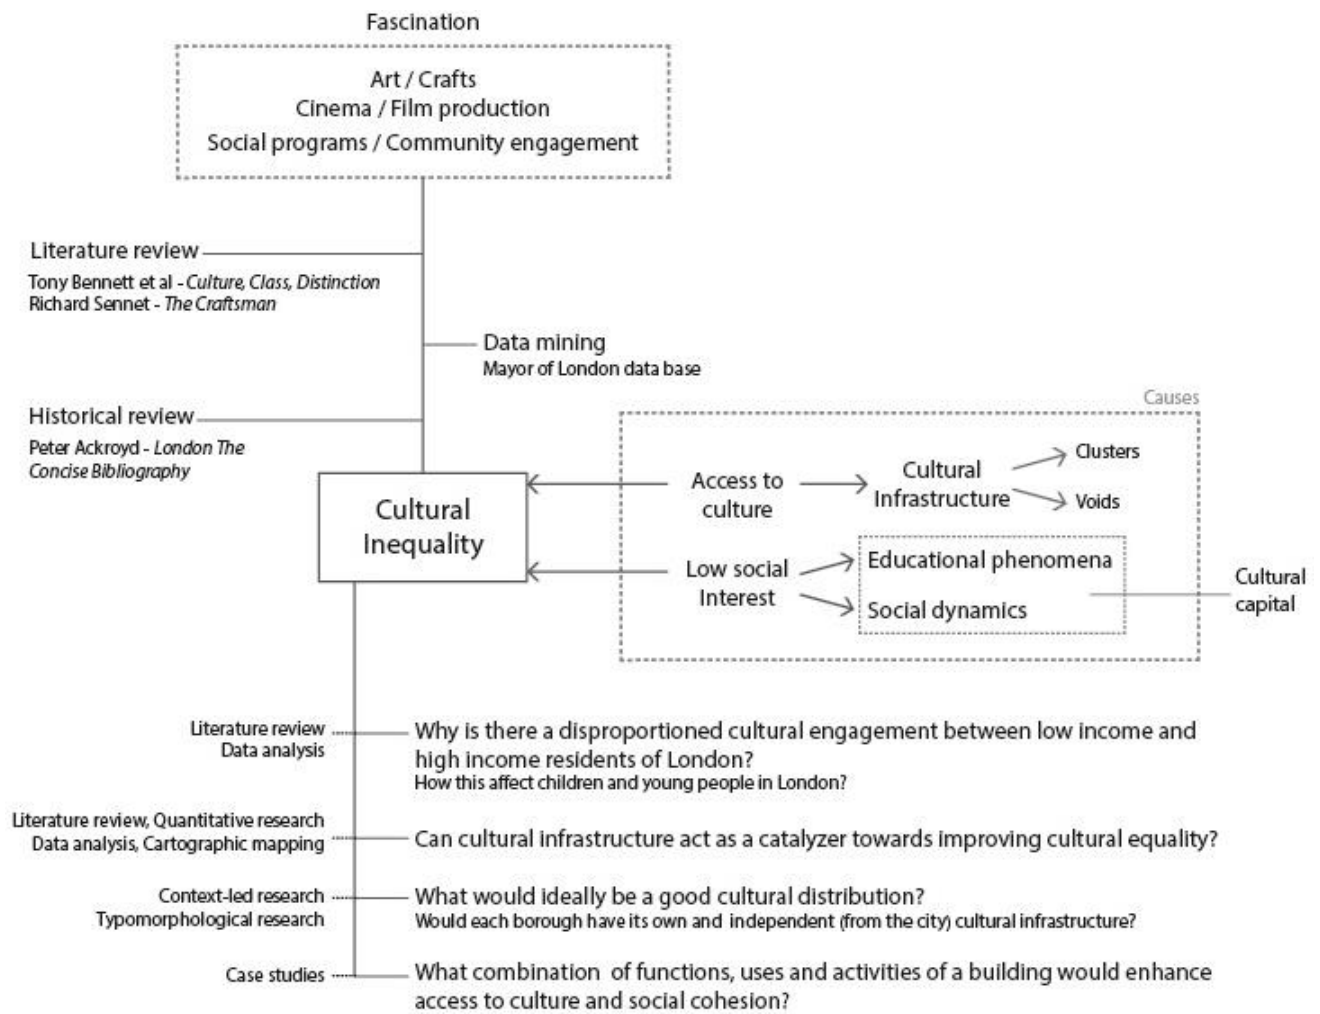 Fascination
Art / Crafts
Cinema / Film production
Social programs / Community engagement
Literature review
Tony Bennett et al - Culture, Class, Distinction
Richard Sennet - The Craftsman
Data mining
Mayor of London data base
Historical review
Peter Ackroyd - London The
Concise Bibliography
Causes
Cultural
Inequality
Access to
culture
Cultural
Infrastructure
Clusters
Voids
Low social
Interest
Educational phenomena
Social dynamics
Cultural
capital
Literature review
Data analysis
Why is there a disproportioned cultural engagement between low income and
high income residents of London?
How this affect children and young people in London?
Literature review, Quantitative research
Data analysis, Cartographic mapping
Can cultural infrastructure act as a catalyzer towards improving cultural equality?
Context-led research
Typomorphological research
What would ideally be a good cultural distribution?
Would each borough have its own and independent (from the city) cultural infrastructure?
Case studies
What combination of functions, uses and activities of a building would enhance
access to culture and social cohesion?